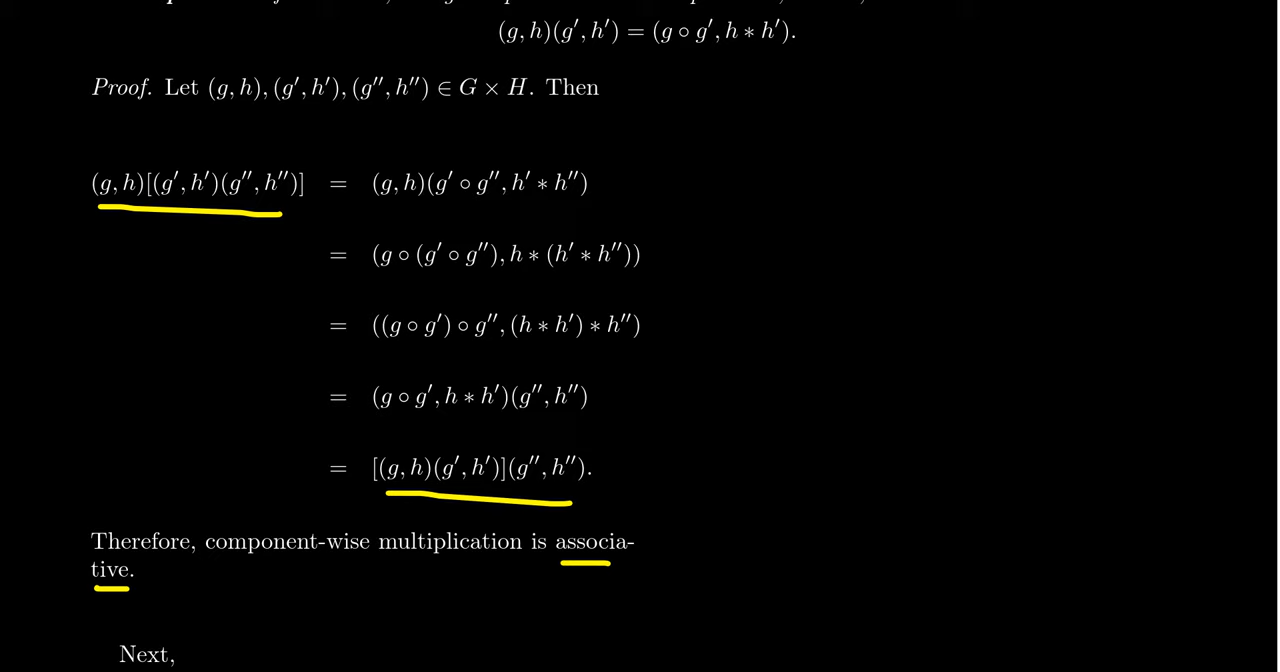 (g, h)(g′, h′) = (g ∘ g′, h ∗ h′).
Proof. Let (g, h), (g′, h′), (g″, h″) ∈ G × H. Then
(g, h)[(g′, h′)(g″, h″)] = (g, h)(g′ ∘ g″, h′ ∗ h″)
= (g ∘ (g′ ∘ g″), h ∗ (h′ ∗ h″))
= ((g ∘ g′) ∘ g″, (h ∗ h′) ∗ h″)
= (g ∘ g′, h ∗ h′)(g″, h″)
= [(g, h)(g′, h′)](g″, h″).
Therefore, component-wise multiplication is associa-
tive.
Next,